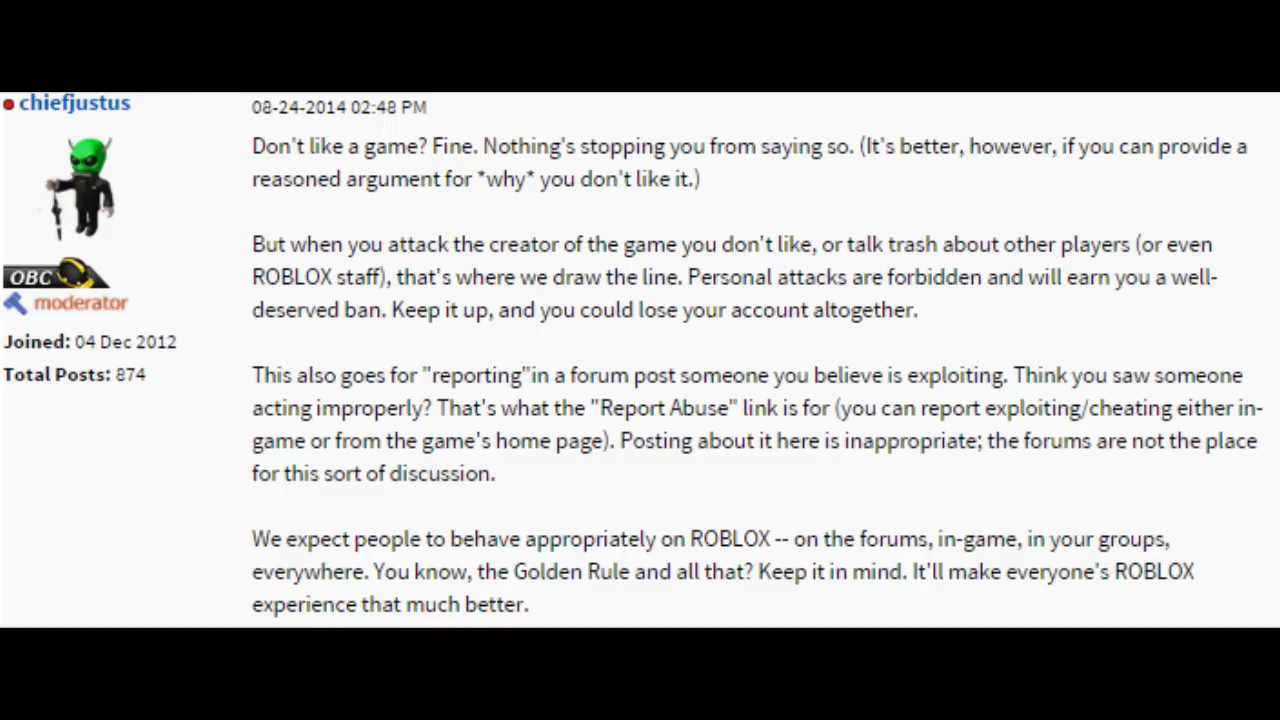 chiefjustus
OBC
moderator
Joined: 04 Dec 2012
Total Posts: 874
08-24-2014 02:48 PM
Don't like a game? Fine. Nothing's stopping you from saying so. (It's better, however, if you can provide a
reasoned argument for *why* you don't like it.)
But when you attack the creator of the game you don't like, or talk trash about other players (or even
ROBLOX staff), that's where we draw the line. Personal attacks are forbidden and will earn you a well-
deserved ban. Keep it up, and you could lose your account altogether.
This also goes for "reporting"in a forum post someone you believe is exploiting. Think you saw someone
acting improperly? That's what the "Report Abuse" link is for (you can report exploiting/cheating either in-
game or from the game's home page). Posting about it here is inappropriate; the forums are not the place
for this sort of discussion.
We expect people to behave appropriately on ROBLOX -- on the forums, in-game, in your groups,
everywhere. You know, the Golden Rule and all that? Keep it in mind. It'll make everyone's ROBLOX
experience that much better.